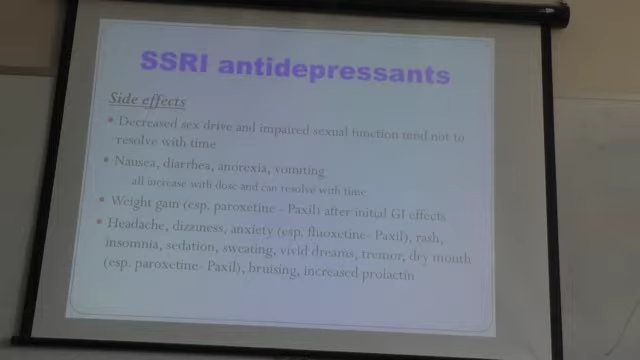 SSRI antidepressants
Side effects
• Decreased sex drive and impaired sexual function tend not to
resolve with time
• Nausea, diarrhea, anorexia, vomiting
all increase with dose and can resolve with time
• Weight gain (esp. paroxetine - Paxil) after initial GI effects
• Headache, dizziness, anxiety (esp. fluoxetine- Paxil), rash,
insomnia, sedation, sweating, vivid dreams, tremor, dry mouth
(esp. paroxetine- Paxil), bruising, increased prolactin